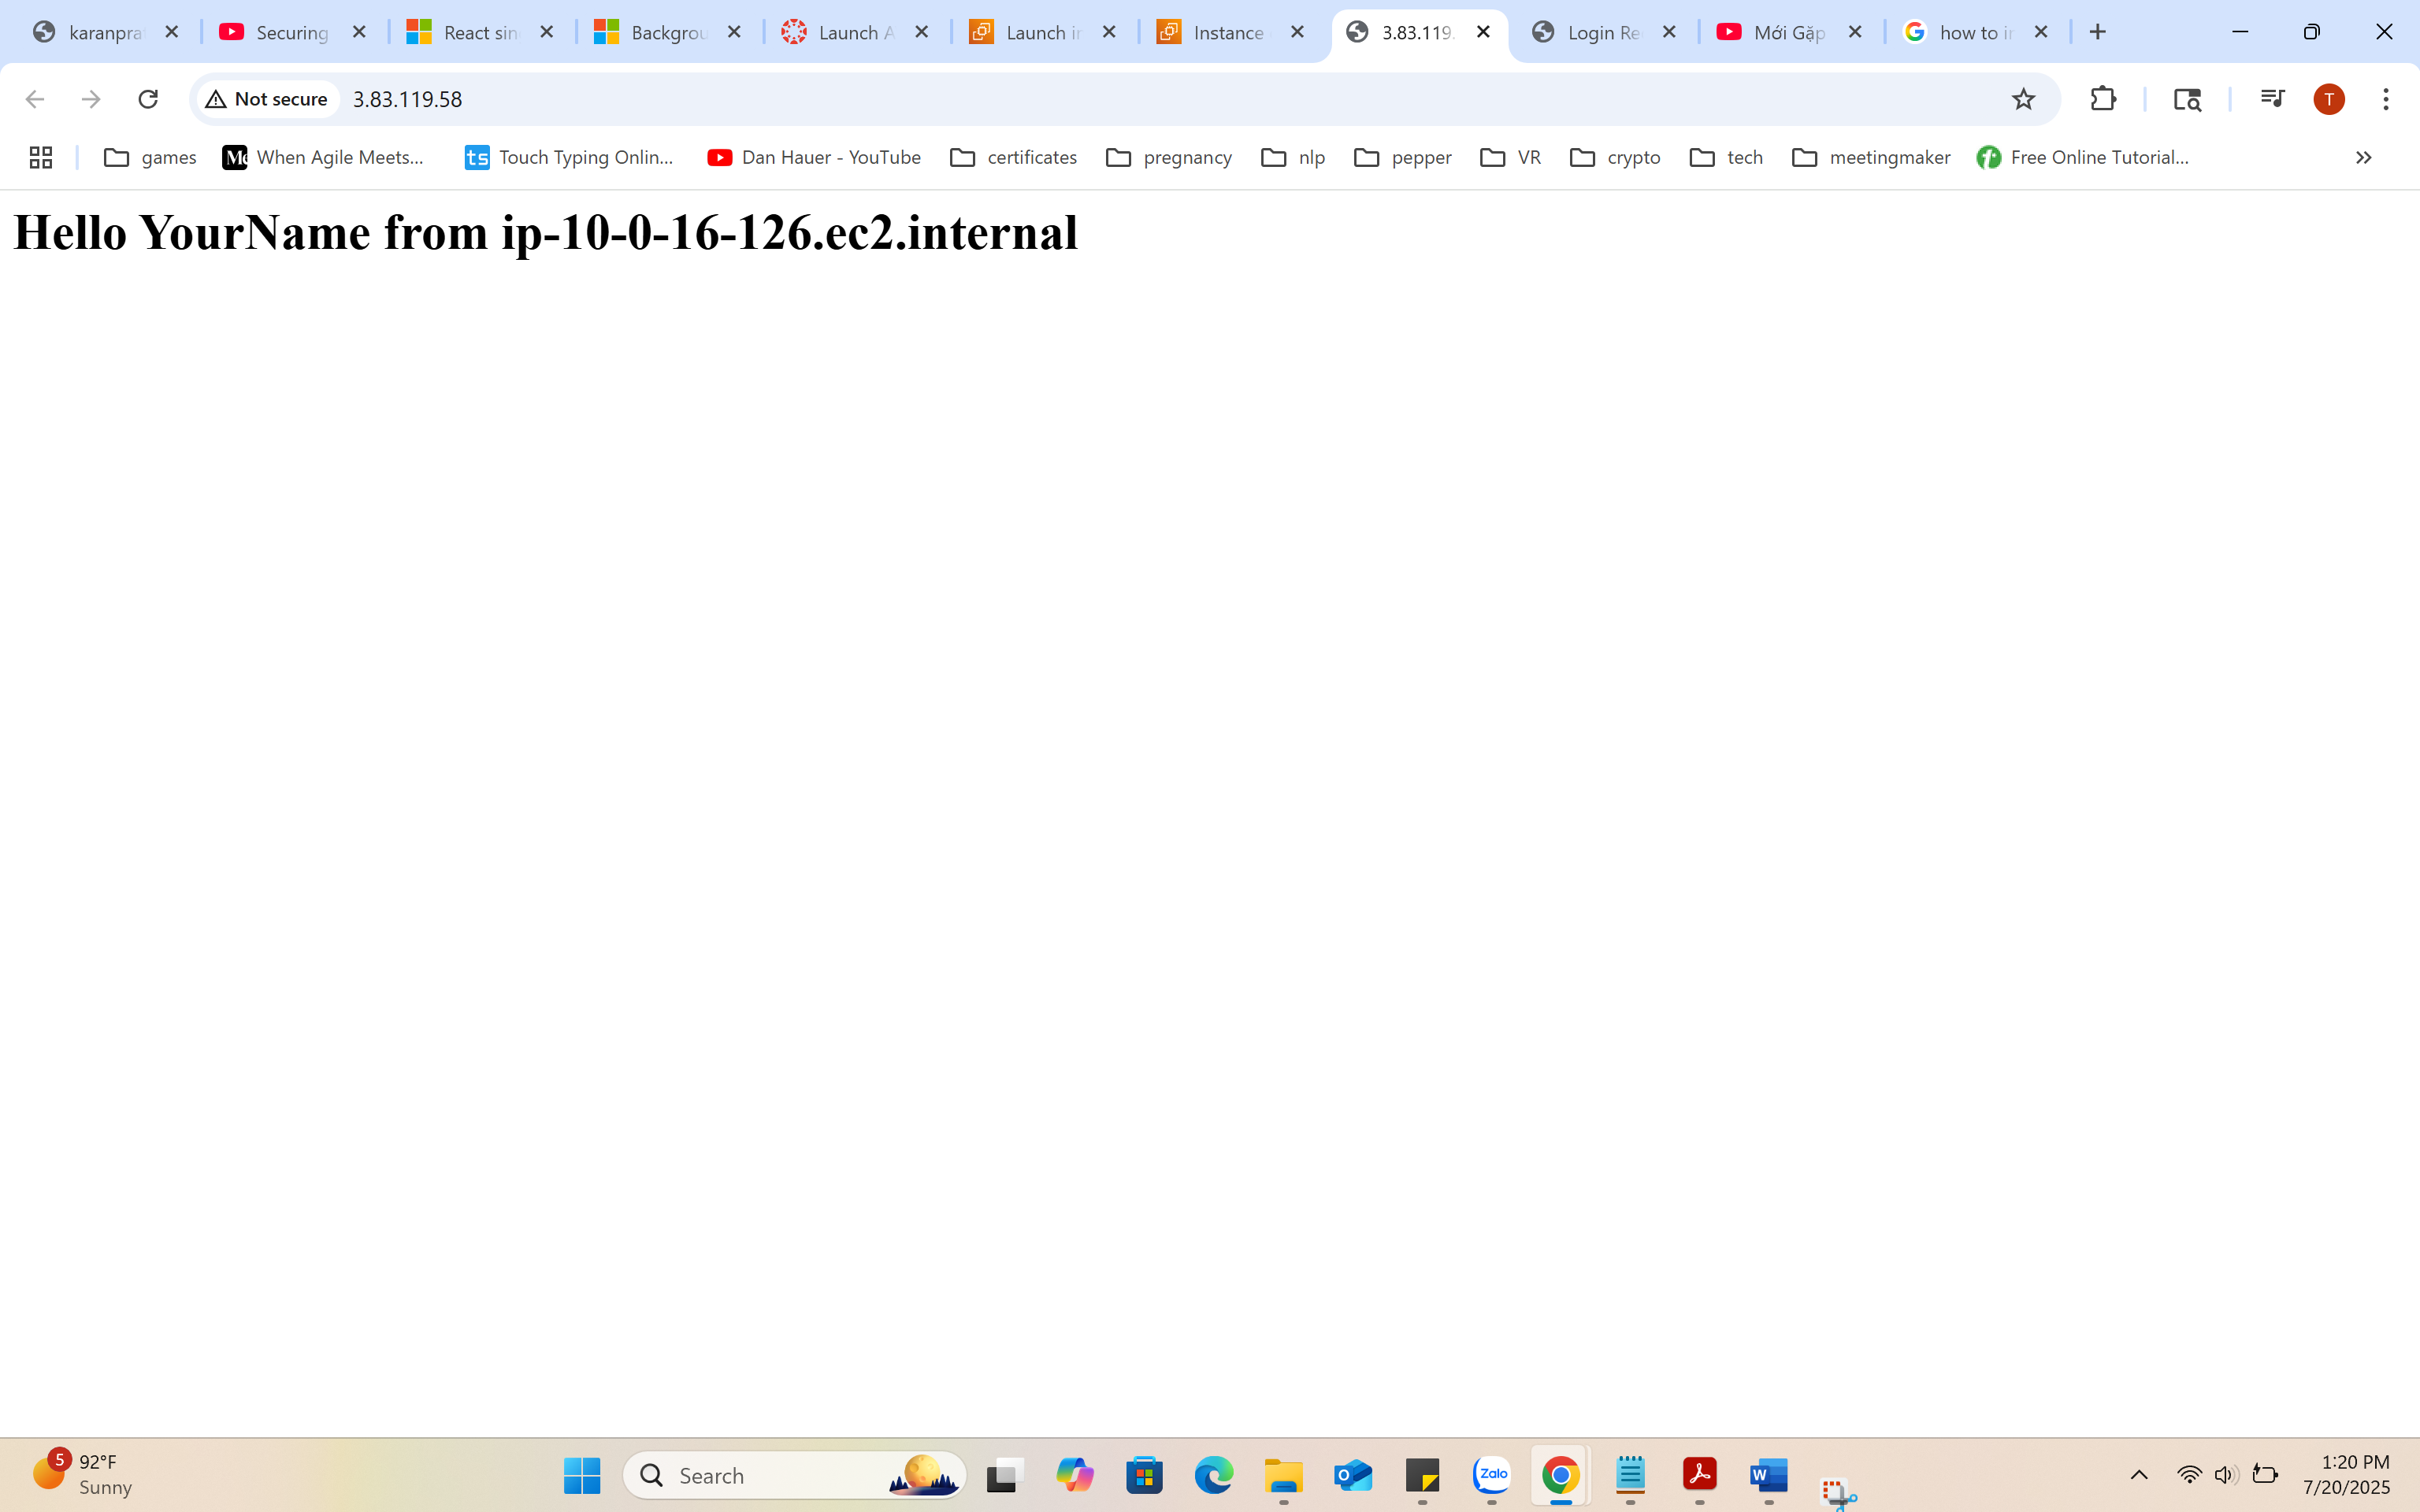 karanpra
Securing
React sin
Backgrou
Launch A
Launch in
Instance
3.83.119.
Login Re
Mới Gặp
how to in
Not secure
3.83.119.58
T
games
When Agile Meets...
ts
Touch Typing Onlin...
Dan Hauer - YouTube
certificates
pregnancy
nlp
pepper
VR
crypto
tech
meetingmaker
Free Online Tutorial...
Hello YourName from ip-10-0-16-126.ec2.internal
5
92°F
Sunny
Search
Zalo
1:20 PM
7/20/2025